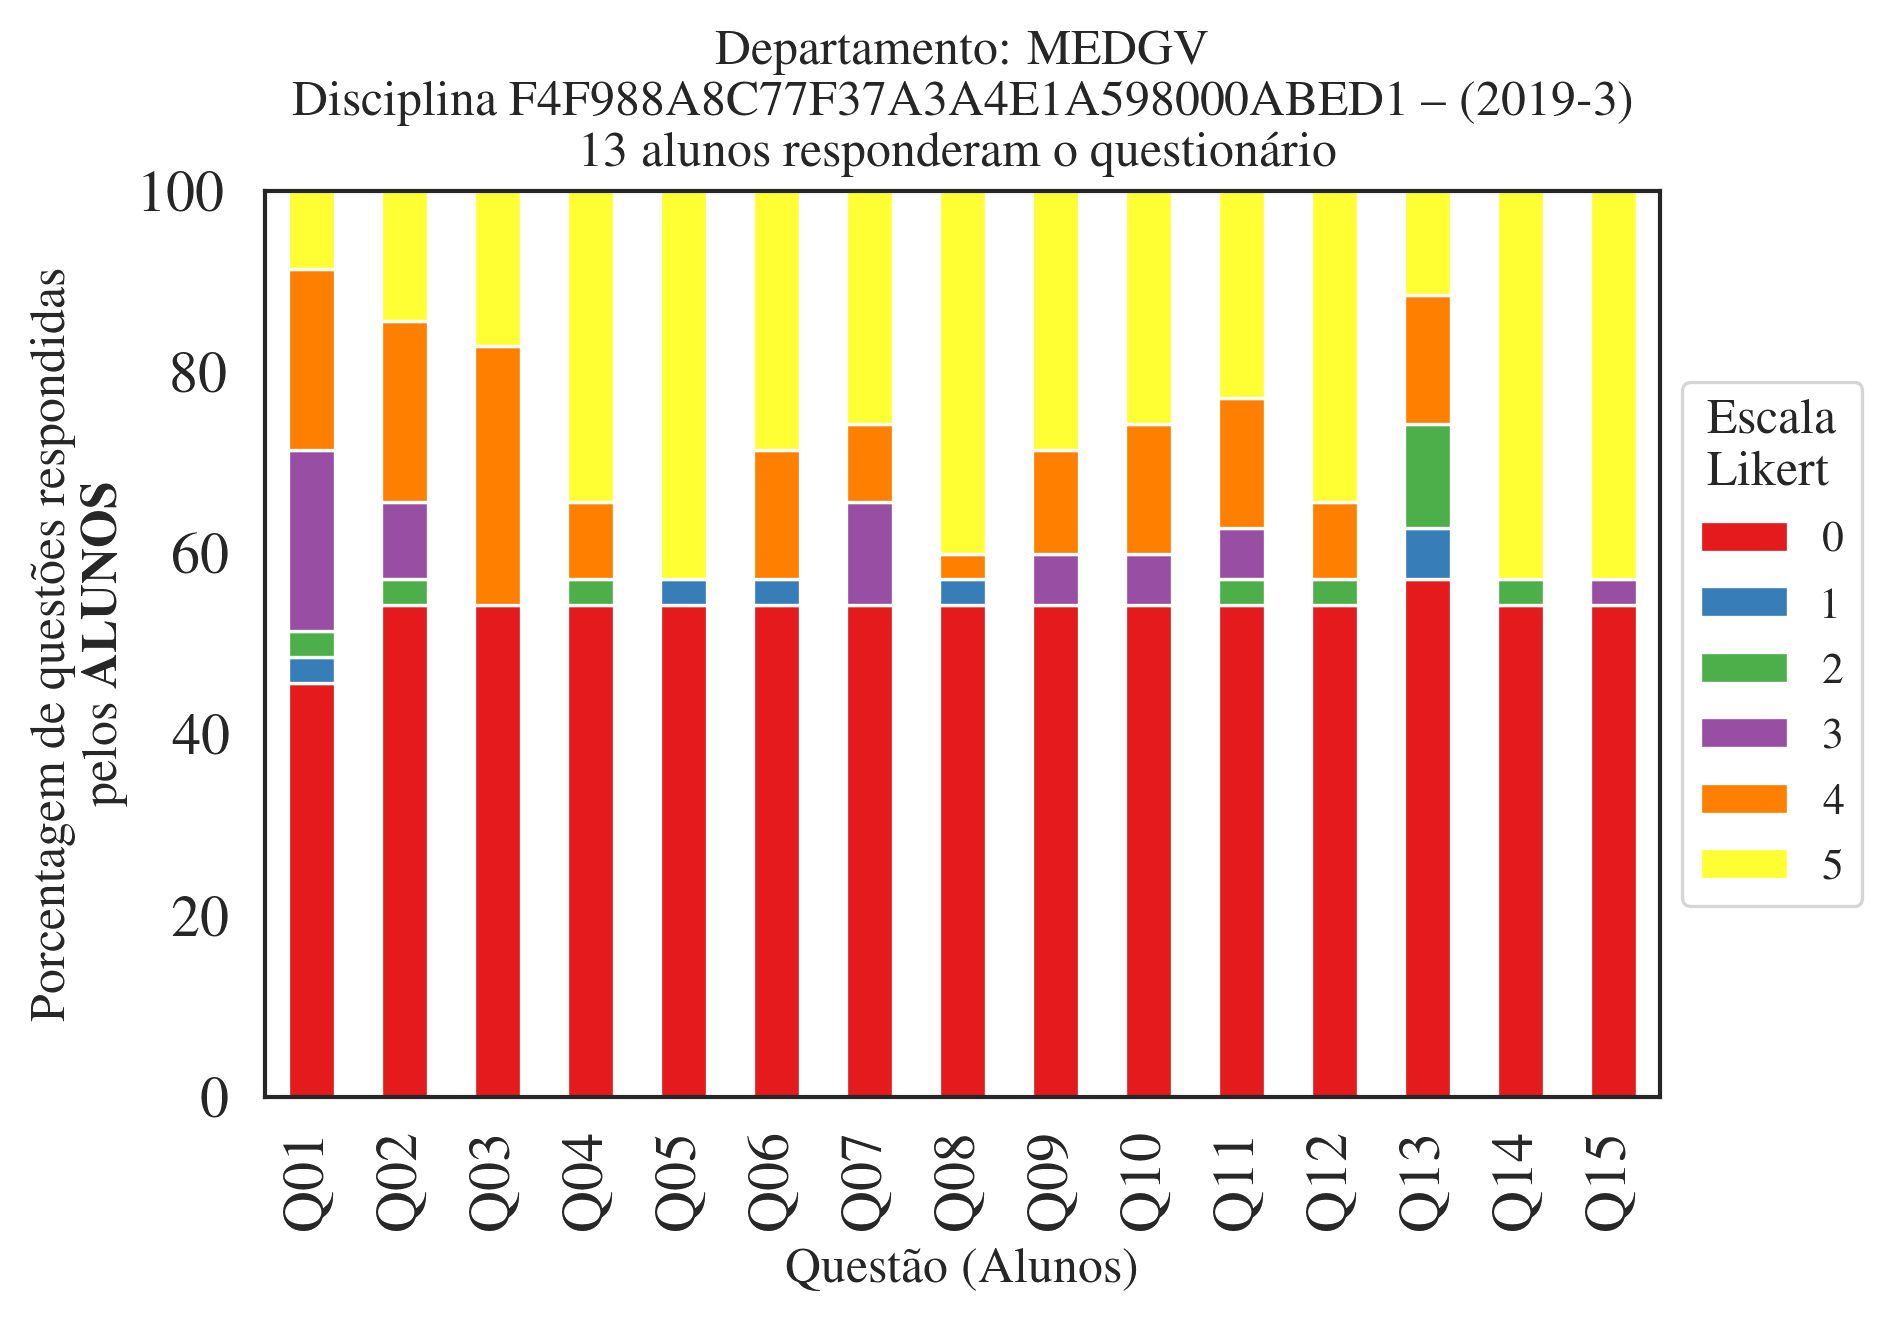 Departamento: MEDGV
Disciplina F4F988A8C77F37A3A4E1A598000ABED1 – (2019-3)
13 alunos responderam o questionário
Porcentagem de questões respondidas
pelos ALUNOS
100
80
60
40
20
0
Q01
Q02
Q03
Q04
Q05
Q06
Q07
Q08
Q09
Q10
Q11
Q12
Q13
Q14
Q15
Questão (Alunos)
Escala
Likert
0
1
2
3
4
5